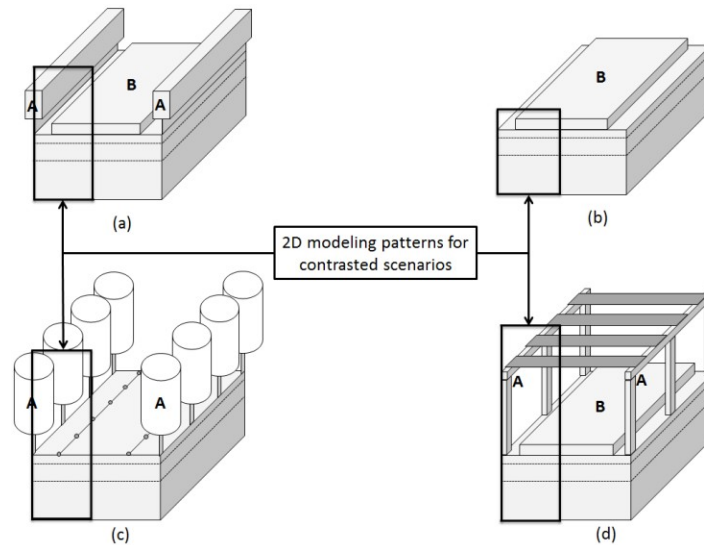 B
A
A
B
(a)
(b)
2D modeling patterns for
contrasted scenarios
A
A
A
A
B
(c)
(d)